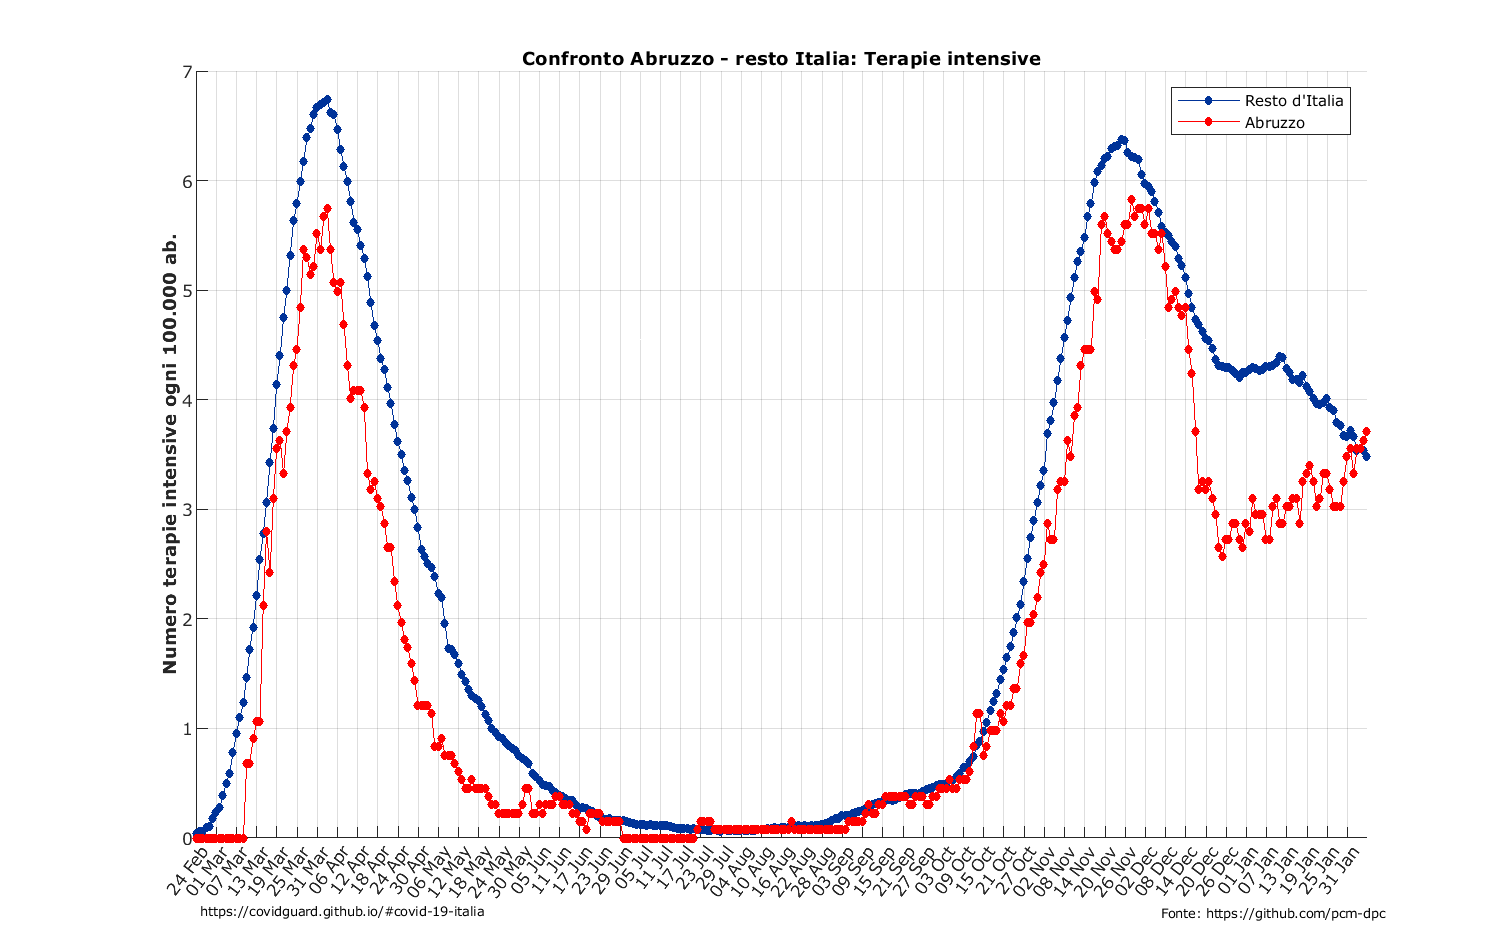 Confronto Abruzzo - resto Italia: Terapie intensive
Resto d'Italia
Abruzzo
Numero terapie intensive ogni 100.000 ab.
7
6
5
4
3
2
1
0
24 Feb
01 Mar
07 Mar
13 Mar
19 Mar
25 Mar
31 Mar
06 Apr
12 Apr
18 Apr
24 Apr
30 Apr
06 May
12 May
18 May
24 May
30 May
05 Jun
11 Jun
17 Jun
23 Jun
29 Jun
05 Jul
11 Jul
17 Jul
23 Jul
29 Jul
04 Aug
10 Aug
16 Aug
22 Aug
28 Aug
03 Sep
09 Sep
15 Sep
21 Sep
27 Sep
03 Oct
09 Oct
15 Oct
21 Oct
27 Oct
02 Nov
08 Nov
14 Nov
20 Nov
26 Nov
02 Dec
08 Dec
14 Dec
20 Dec
26 Dec
01 Jan
07 Jan
13 Jan
19 Jan
25 Jan
31 Jan
https://covidguard.github.io/#covid-19-italia
Fonte: https://github.com/pcm-dpc